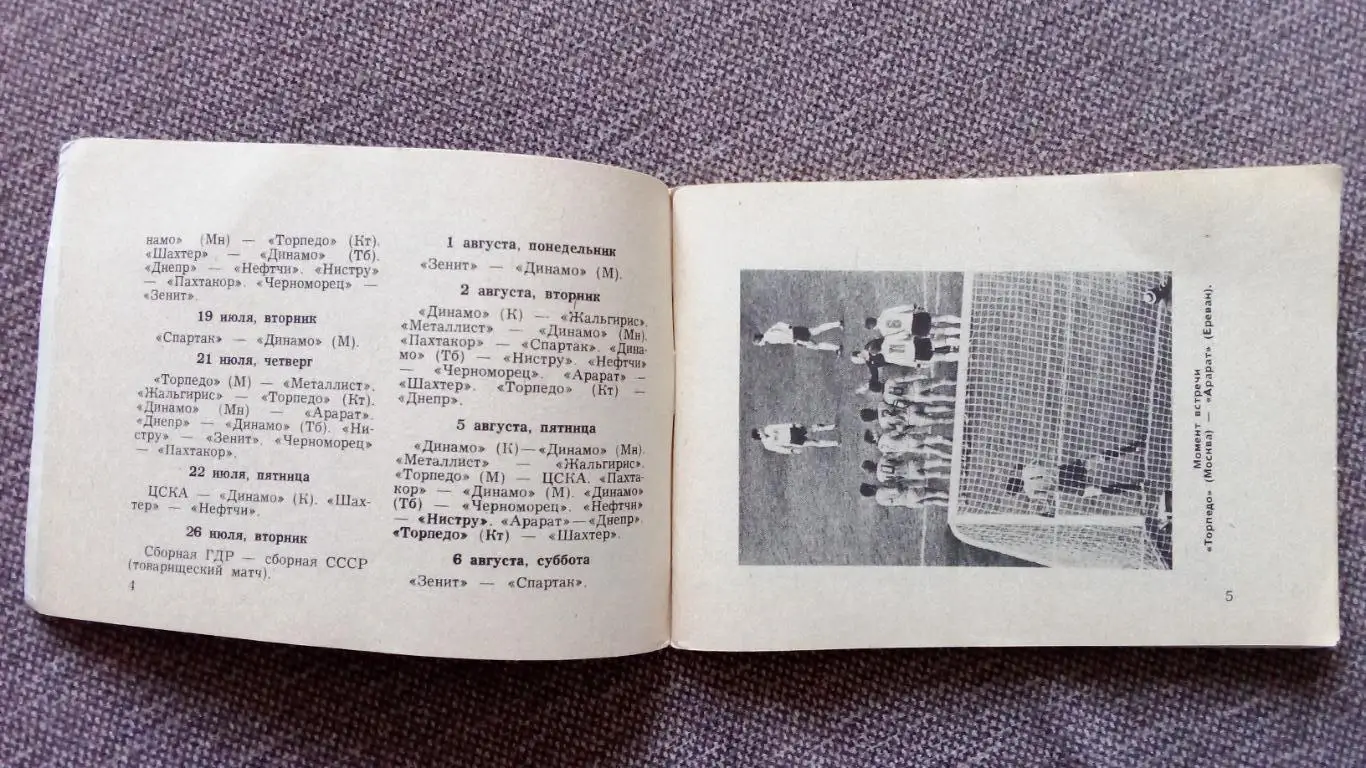 намо» (Мн) — «Торпедо» (Кт).
«Шахтер» — «Динамо» (Тб).
«Днепр» — «Нефтчи». «Нистру»
— «Пахтакор». «Черноморец» —
«Зенит».
19 июля, вторник
«Спартак» — «Динамо» (М).
21 июля, четверг
«Торпедо» (М) — «Металлист».
«Жальгирис» — «Торпедо» (Кт).
«Динамо» (Мн) — «Арарат».
«Днепр» — «Динамо» (Тб). «Ни-
стру» — «Зенит». «Черноморец»
— «Пахтакор».
22 июля, пятница
ЦСКА — «Динамо» (К). «Шах-
тер» — «Нефтчи».
26 июля, вторник
Сборная ГДР — сборная СССР
(товарищеский матч).
4
1 августа, понедельник
«Зенит» — «Динамо» (М).
2 августа, вторник
«Динамо» (К) — «Жальгирис».
«Металлист» — «Динамо» (Мн).
«Пахтакор» — «Спартак». «Дина-
мо» (Тб) — «Нистру». «Нефтчи»
— «Черноморец». «Арарат» —
«Шахтер». «Торпедо» (Кт) —
«Днепр».
5 августа, пятница
«Динамо» (К) — «Динамо» (Мн).
«Металлист» — «Жальгирис».
«Торпедо» (М) — ЦСКА. «Пахта-
кор» — «Динамо» (М). «Динамо»
(Тб) — «Черноморец». «Нефтчи»
— «Нистру». «Арарат» — «Днепр».
«Торпедо» (Кт) — «Шахтер».
6 августа, суббота
«Зенит» — «Спартак».
Момент встречи
«Торпедо» (Москва) — «Арарат» (Ереван).
5